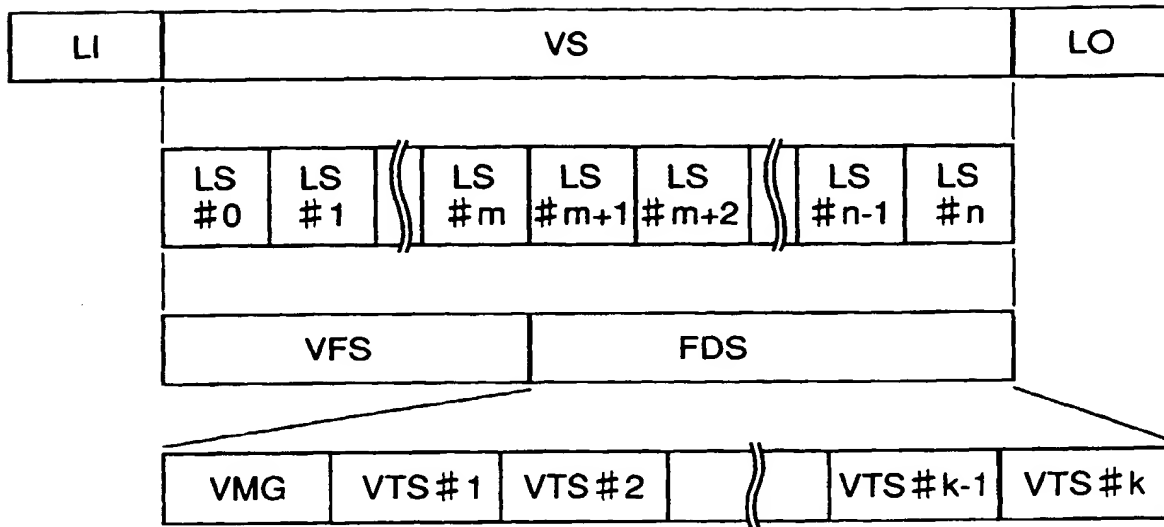 LI VS LO
LS LS LS LS LS LS LS
#0 #1 #m #m+1 #m+2 #n-1 #n
VFS FDS
VMG VTS#1 VTS#2 VTS#k-1 VTS#k